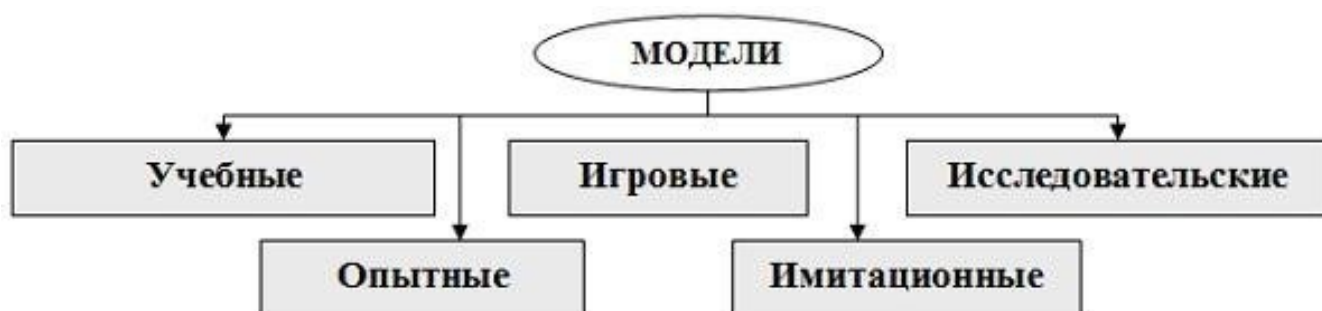 МОДЕЛИ
Учебные
Игровые
Исследовательские
Опытные
Имитационные